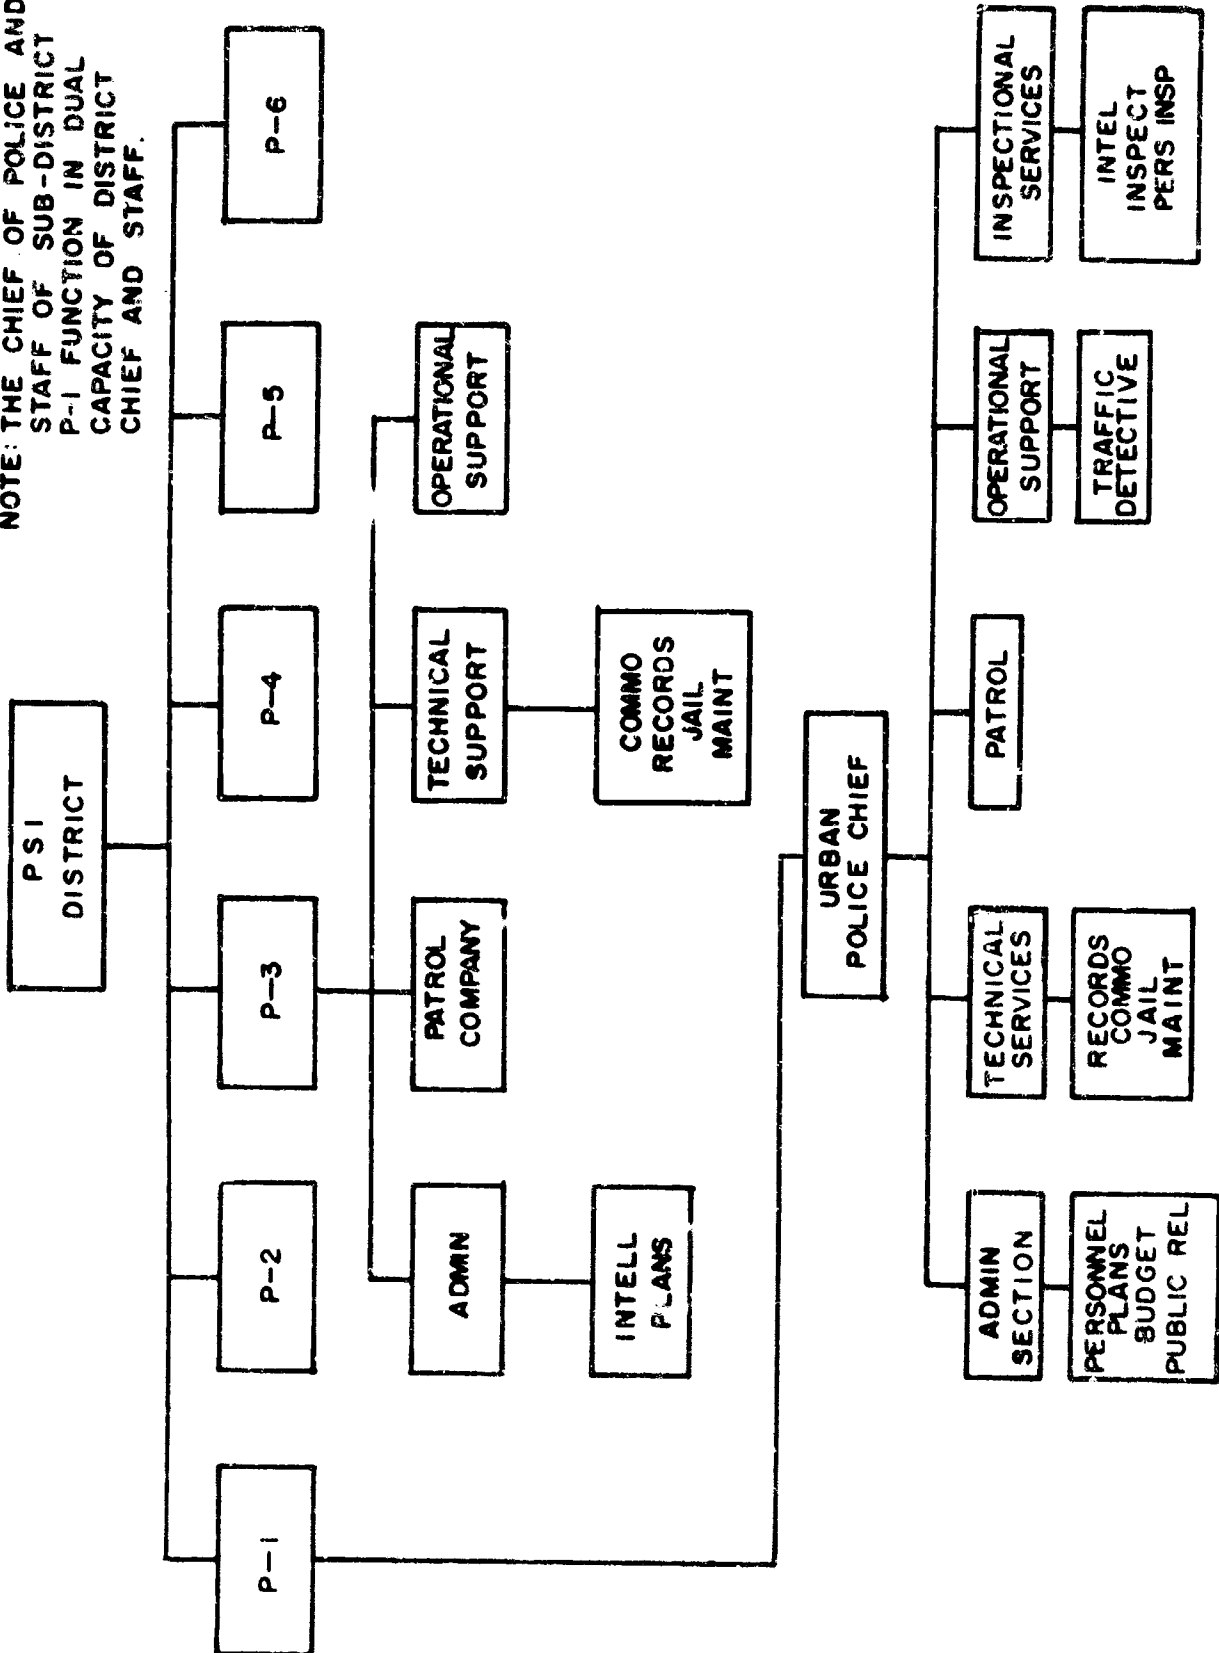 NOTE: THE CHIEF OF POLICE AND
STAFF OF SUB-DISTRICT
P-1 FUNCTION IN DUAL
CAPACITY OF DISTRICT
CHIEF AND STAFF.
PSI
DISTRICT
P-1
P-2
P-3
P-4
P-5
P-6
ADMIN
PATROL
COMPANY
TECHNICAL
SUPPORT
OPERATIONAL
SUPPORT
INTELL
PLANS
COMMO
RECORDS
JAIL
MAINT
URBAN
POLICE CHIEF
ADMIN
SECTION
TECHNICAL
SERVICES
PATROL
OPERATIONAL
SUPPORT
INSPECTIONAL
SERVICES
PERSONNEL
PLANS
BUDGET
PUBLIC REL
RECORDS
COMMO
JAIL
MAINT
TRAFFIC
DETECTIVE
INTEL
INSPECT
PERS INSP